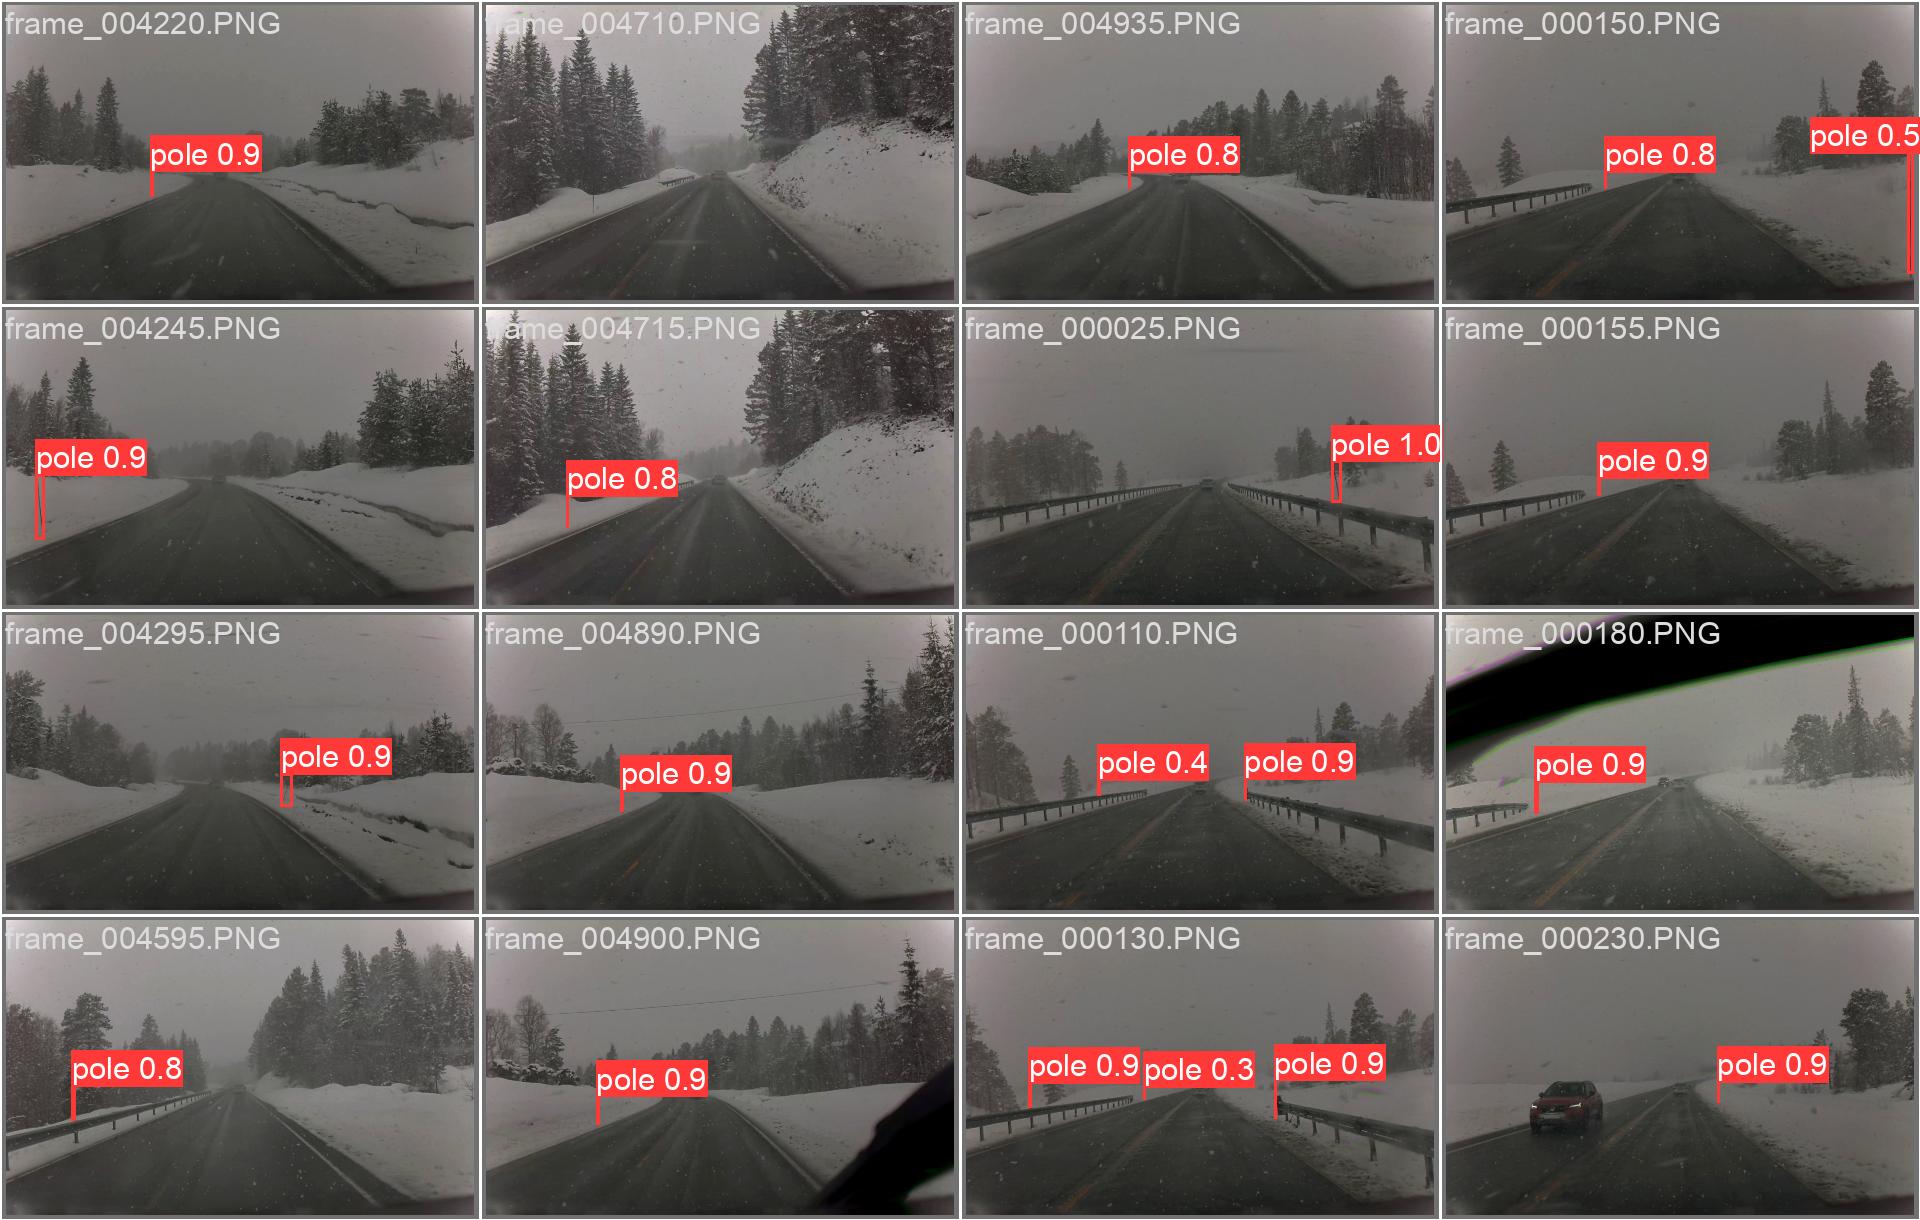 frame_004220.PNG
pole 0.9
frame_004710.PNG
frame_004935.PNG
pole 0.8
frame_000150.PNG
pole 0.8
pole 0.5
frame_004245.PNG
pole 0.9
frame_004715.PNG
pole 0.8
frame_000025.PNG
pole 1.0
frame_000155.PNG
pole 0.9
frame_004295.PNG
pole 0.9
frame_004890.PNG
pole 0.9
frame_000110.PNG
pole 0.4
pole 0.9
frame_000180.PNG
pole 0.9
frame_004595.PNG
pole 0.8
frame_004900.PNG
pole 0.9
frame_000130.PNG
pole 0.9
pole 0.3
pole 0.9
frame_000230.PNG
pole 0.9